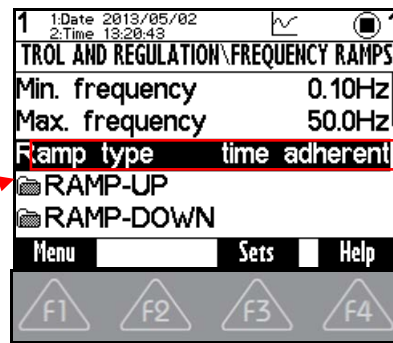 1 1:Date 2013/05/02
2:Time 13:20:43
TROL AND REGULATION\FREQUENCY RAMPS
Min. frequency 0.10Hz
Max. frequency 50.0Hz
Ramp type time adherent
RAMP-UP
RAMP-DOWN
Menu Sets Help
F1 F2 F3 F4